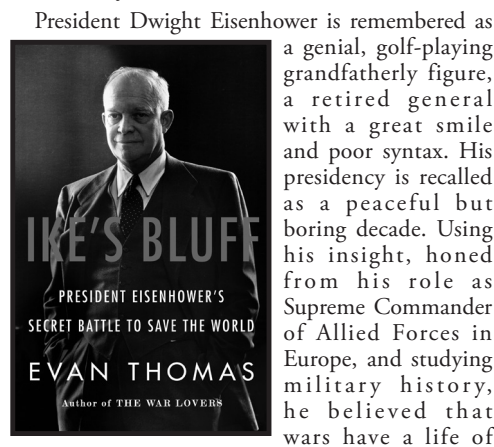 President Dwight Eisenhower is remembered as
a genial, golf-playing
grandfatherly figure,
a retired general
with a great smile
and poor syntax. His
presidency is recalled
as a peaceful but
boring decade. Using
his insight, honed
from his role as
Supreme Commander
of Allied Forces in
Europe, and studying
military history,
he believed that
wars have a life of
IKE'S BLUFF
PRESIDENT EISENHOWER'S
SECRET BATTLE TO SAVE THE WORLD
EVAN THOMAS
Author of THE WAR LOVERS